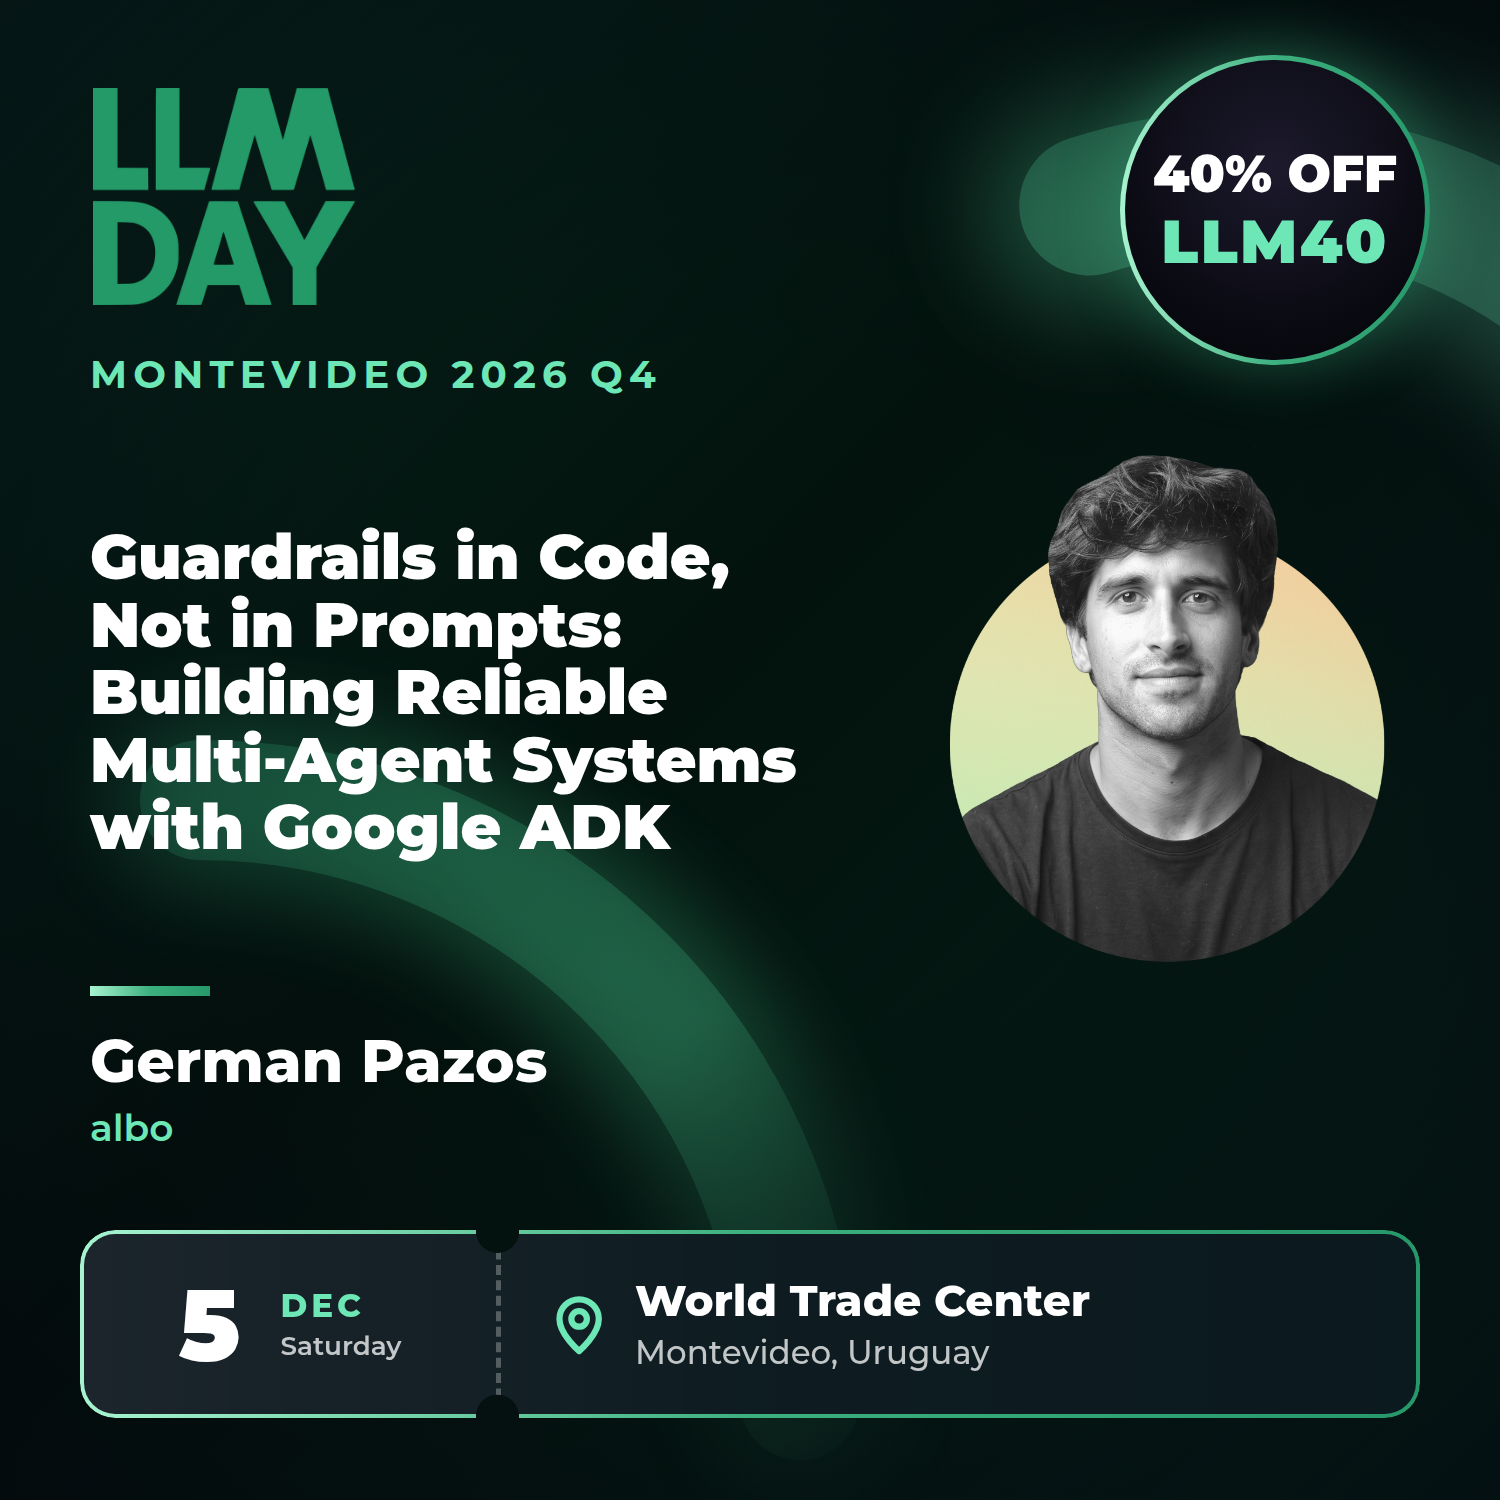 LLM
DAY
MONTEVIDEO 2026 Q4
40% OFF
LLM40
Guardrails in Code,
Not in Prompts:
Building Reliable
Multi-Agent Systems
with Google ADK
German Pazos
albo
5
DEC
Saturday
World Trade Center
Montevideo, Uruguay